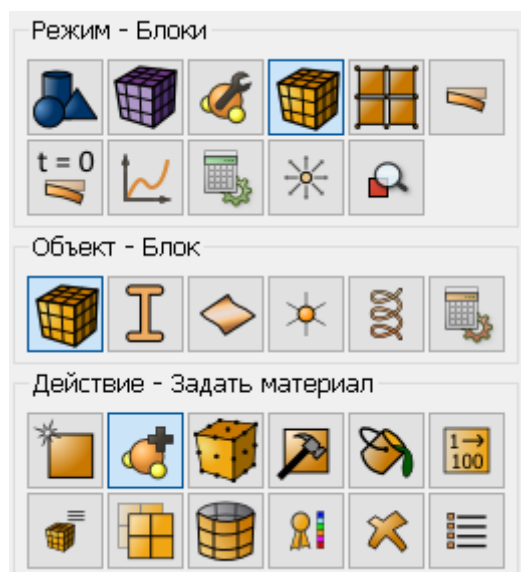 Режим - Блоки
t = 0
Объект - Блок
Действие - Задать материал
1→
100